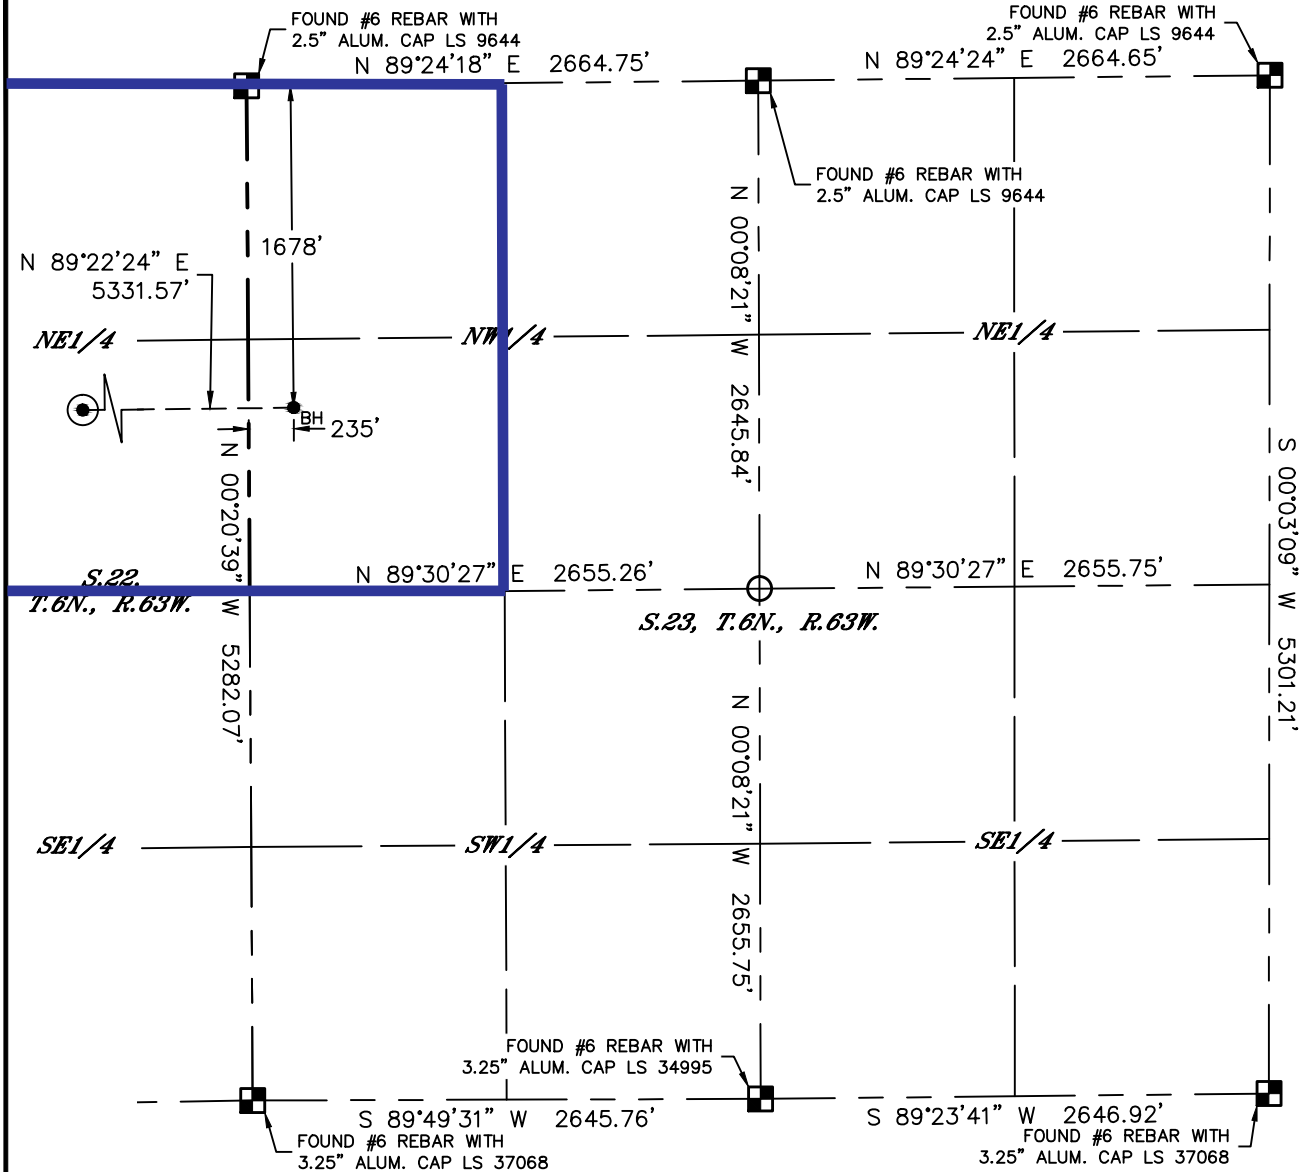 FOUND #6 REBAR WITH
2.5" ALUM. CAP LS 9644
FOUND #6 REBAR WITH
2.5" ALUM. CAP LS 9644
N 89°24'18" E 2664.75'
N 89°24'24" E 2664.65'
FOUND #6 REBAR WITH
2.5" ALUM. CAP LS 9644
1678'
N 89°22'24" E
5331.57'
N 00°08'21" W 2645.84'
NE1/4
NW1/4
NE1/4
BH
235'
N 00°20'39" W 5282.07'
S 00°03'09" W 5301.21'
S.22,
T.6N., R.63W.
N 89°30'27" E 2655.26'
N 89°30'27" E 2655.75'
S.23, T.6N., R.63W.
N 00°08'21" W 2655.75'
SE1/4
SW1/4
SE1/4
FOUND #6 REBAR WITH
3.25" ALUM. CAP LS 34995
S 89°49'31" W 2645.76'
S 89°23'41" W 2646.92'
FOUND #6 REBAR WITH
3.25" ALUM. CAP LS 37068
FOUND #6 REBAR WITH
3.25" ALUM. CAP LS 37068